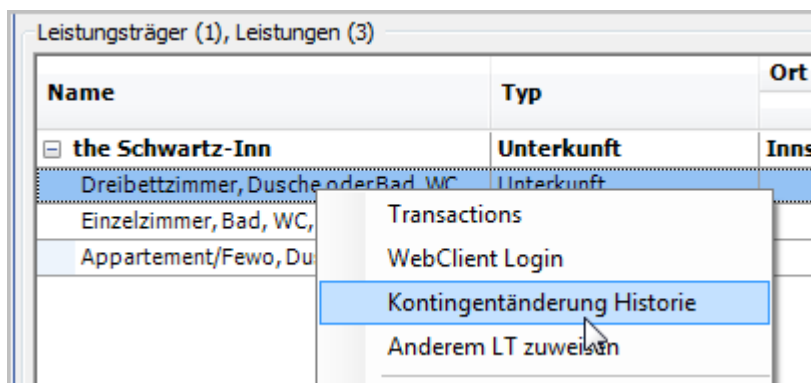 Leistungsträger (1), Leistungen (3)
Name Typ Ort
the Schwartz-Inn Unterkunft Inns
Dreibettzimmer, Dusche oder Bad, WC Unterkunft
Einzelzimmer, Bad, WC,
Appartement/Fewo, Du
Transactions
WebClient Login
Kontingentänderung Historie
Anderem LT zuweisen